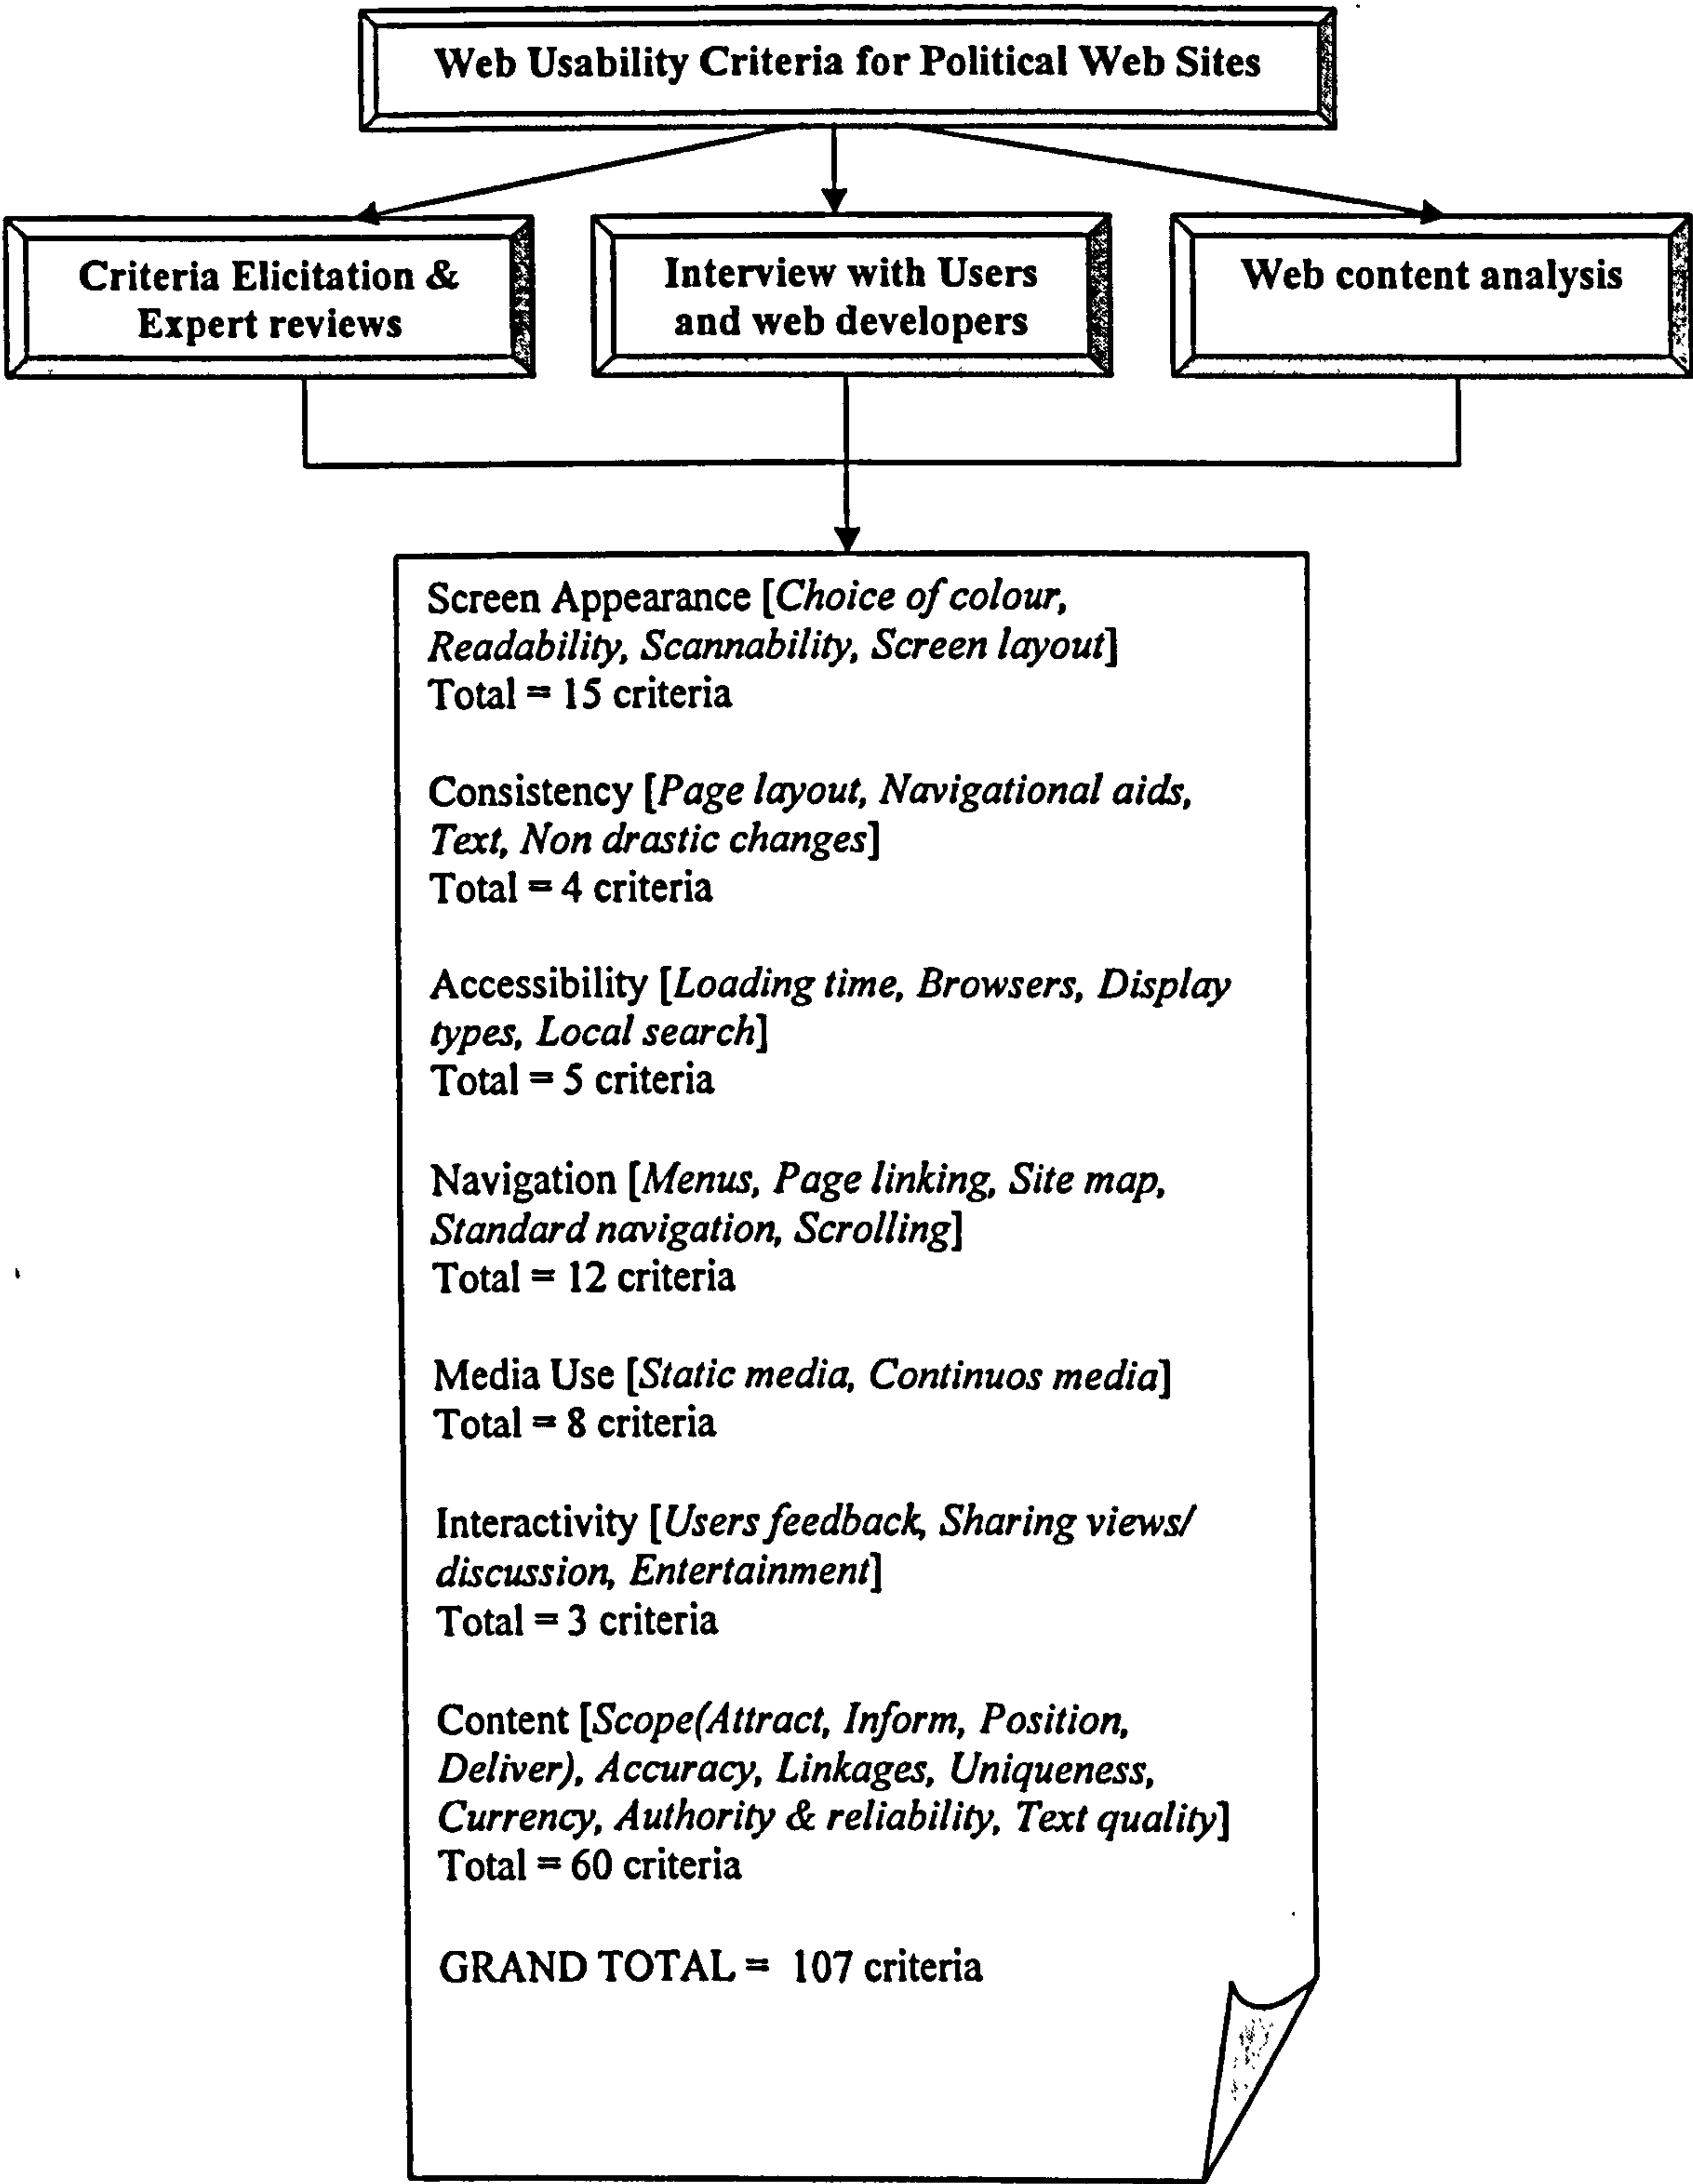 Web Usability Criteria for Political Web Sites
Criteria Elicitation &
Expert reviews
Interview with Users
and web developers
Web content analysis
Screen Appearance [Choice of colour,
Readability, Scannability, Screen layout]
Total = 15 criteria
Consistency [Page layout, Navigational aids,
Text, Non drastic changes]
Total = 4 criteria
Accessibility [Loading time, Browsers, Display
types, Local search]
Total = 5 criteria
Navigation [Menus, Page linking, Site map,
Standard navigation, Scrolling]
Total = 12 criteria
Media Use [Static media, Continuos media]
Total = 8 criteria
Interactivity [Users feedback, Sharing views/
discussion, Entertainment]
Total = 3 criteria
Content [Scope(Attract, Inform, Position,
Deliver), Accuracy, Linkages, Uniqueness,
Currency, Authority & reliability, Text quality]
Total = 60 criteria
GRAND TOTAL = 107 criteria